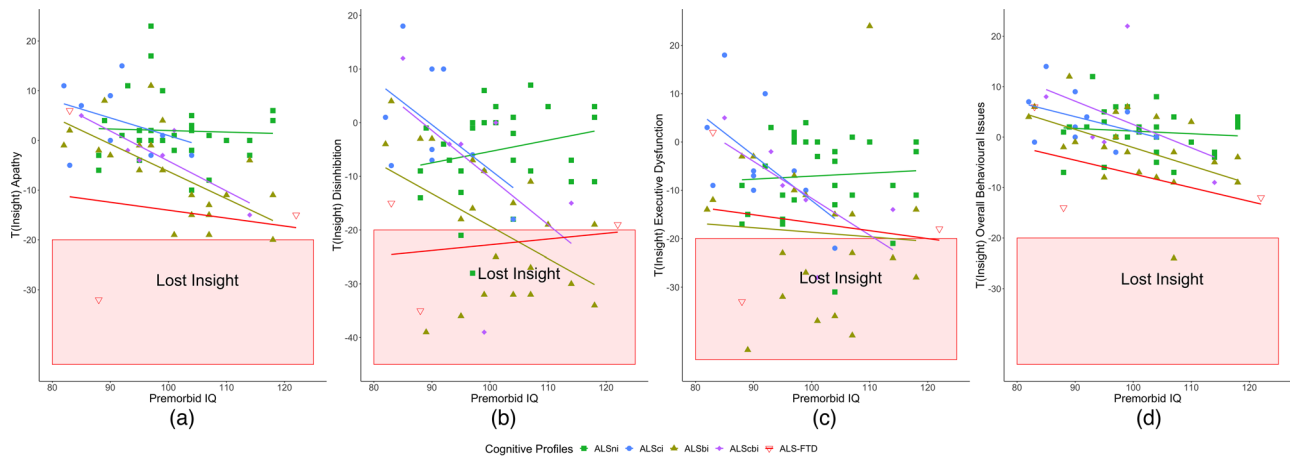 T(Insight) Apathy
20
10
0
-10
-20
-30
Lost Insight
80 90 100 110 120
Premorbid IQ
(a)
T(Insight) Disinhibition
20
10
0
-10
-20
-30
-40
Lost Insight
80 90 100 110 120
Premorbid IQ
(b)
T(Insight) Executive Dysfunction
20
10
0
-10
-20
-30
Lost Insight
80 90 100 110 120
Premorbid IQ
(c)
T(Insight) Overall Behavioural Issues
20
10
0
-10
-20
-30
Lost Insight
80 90 100 110 120
Premorbid IQ
(d)
Cognitive Profiles ALSni ALSci ALSbi ALScbi ALS-FTD